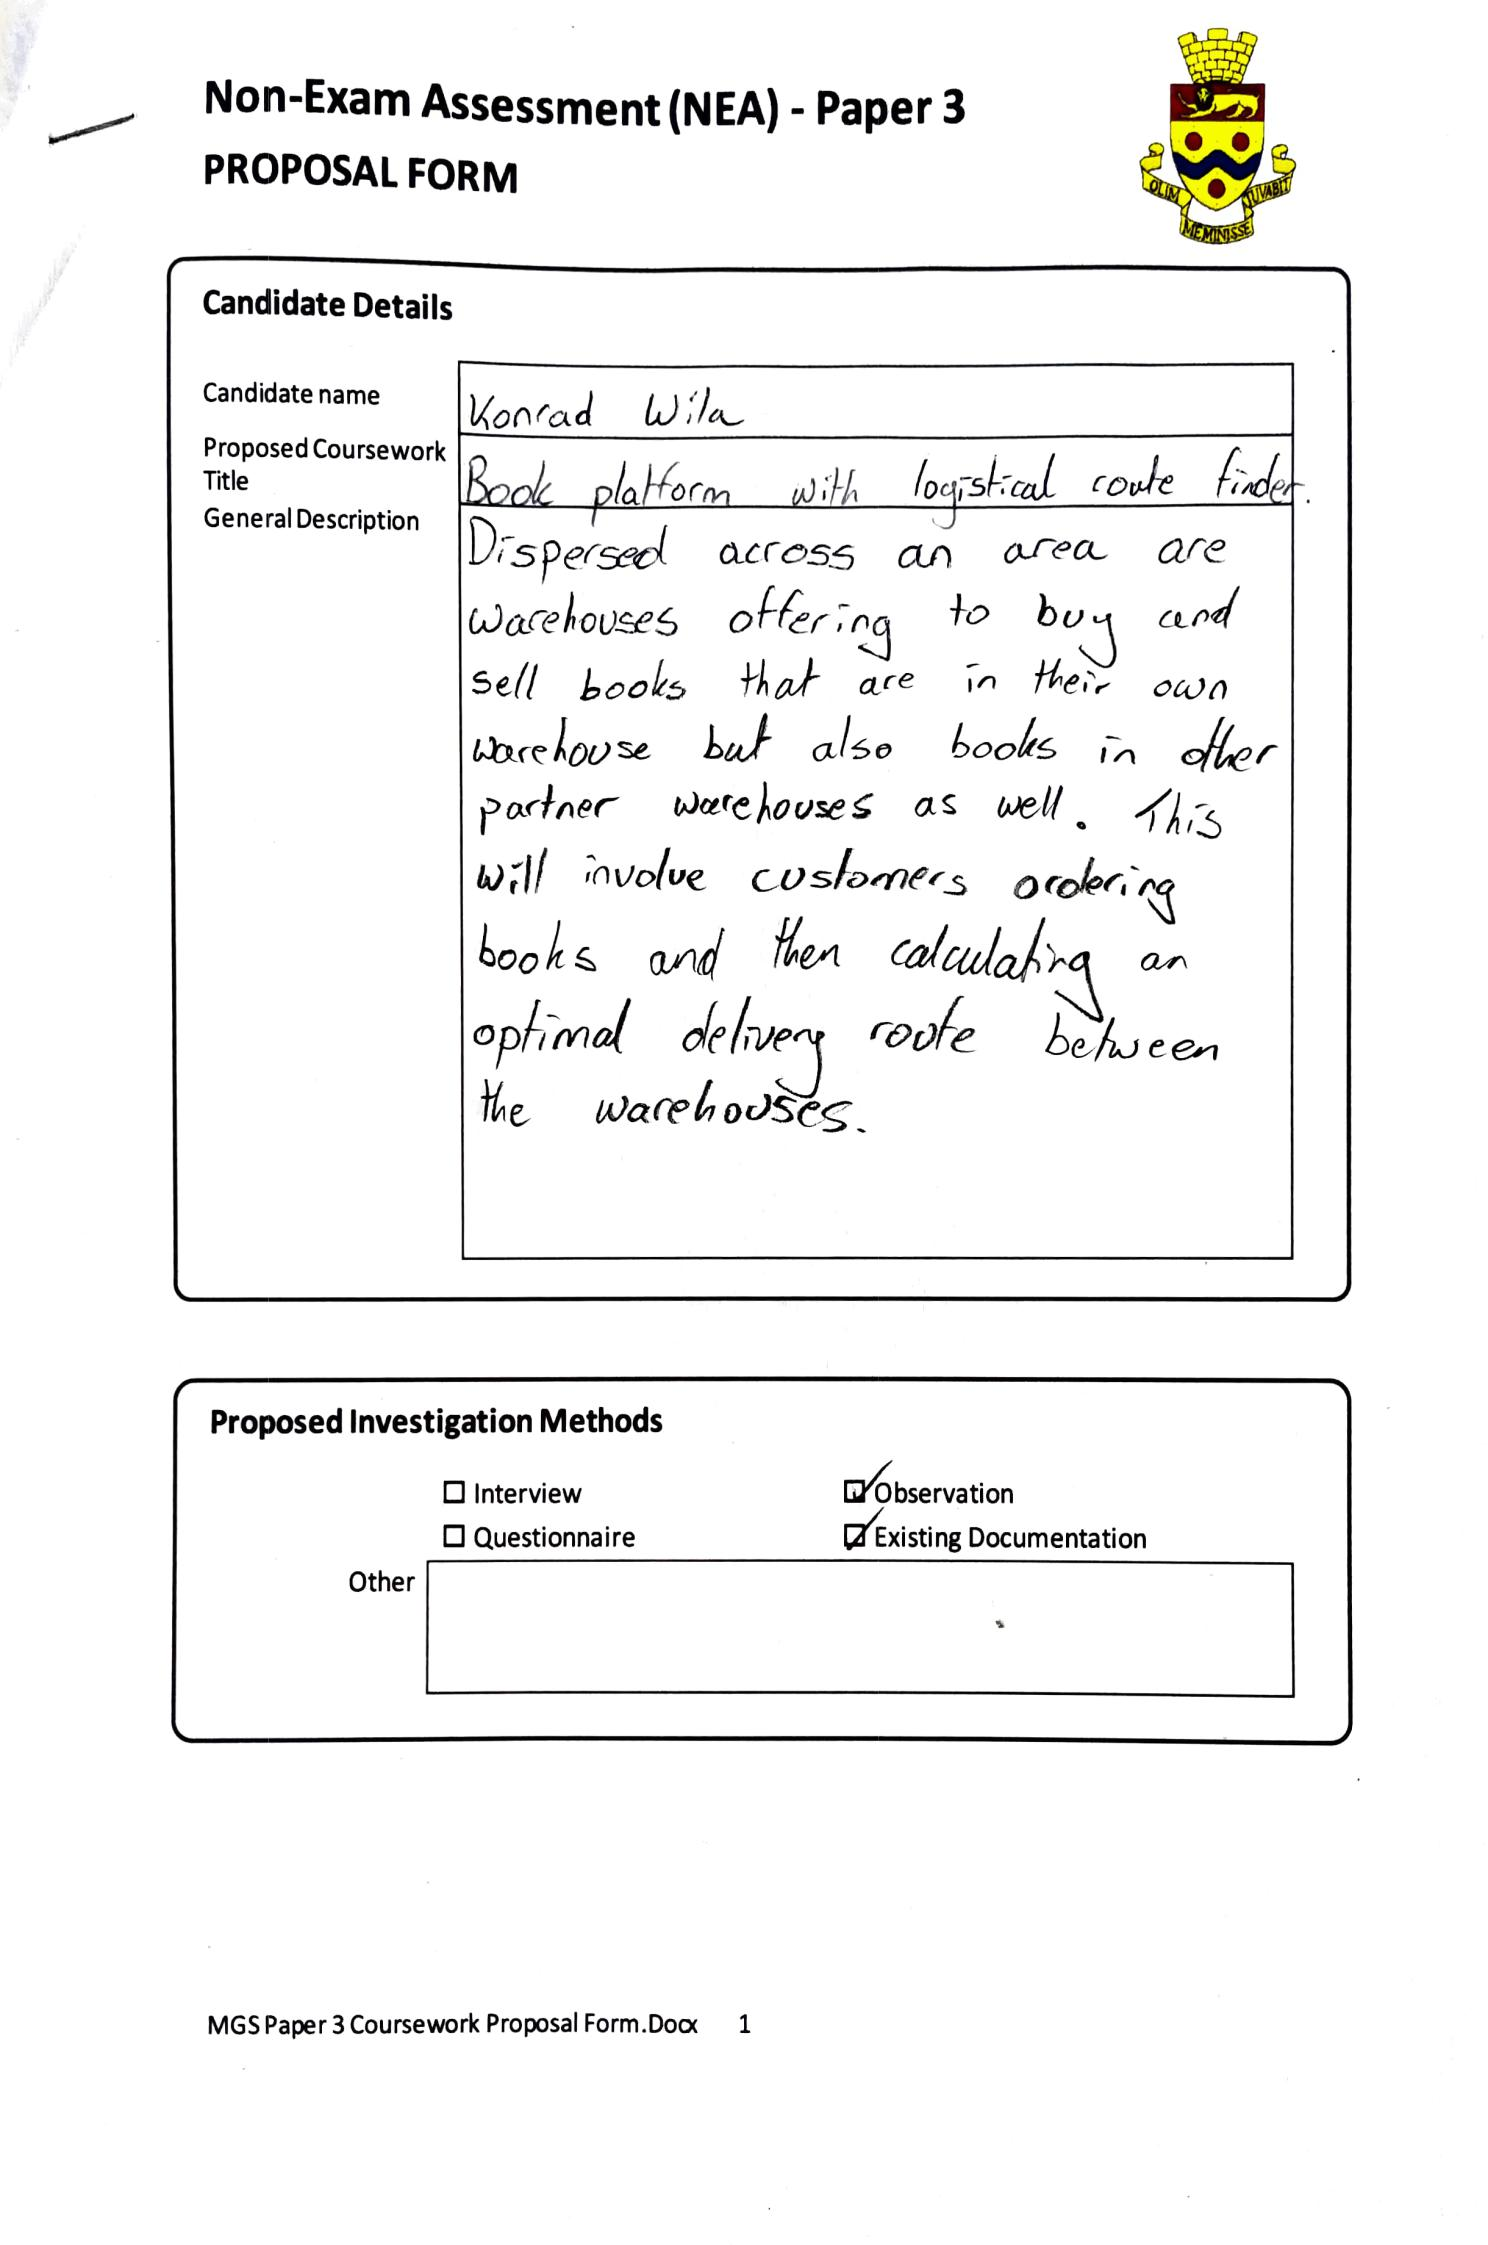 Non-Exam Assessment (NEA) - Paper 3
PROPOSAL FORM
OLIM MEMINISSE JUVABIT
Candidate Details
Candidate name Konrad Wila
Proposed Coursework Title Book platform with logistical route finder.
General Description
Dispersed across an area are
warehouses offering to buy and
sell books that are in their own
warehouse but also books in other
partner warehouses as well. This
will involve customers ordering
books and then calculating an
optimal delivery route between
the warehouses.
Proposed Investigation Methods
☐ Interview ☑ Observation
☐ Questionnaire ☑ Existing Documentation
Other
MGS Paper 3 Coursework Proposal Form.Docx 1